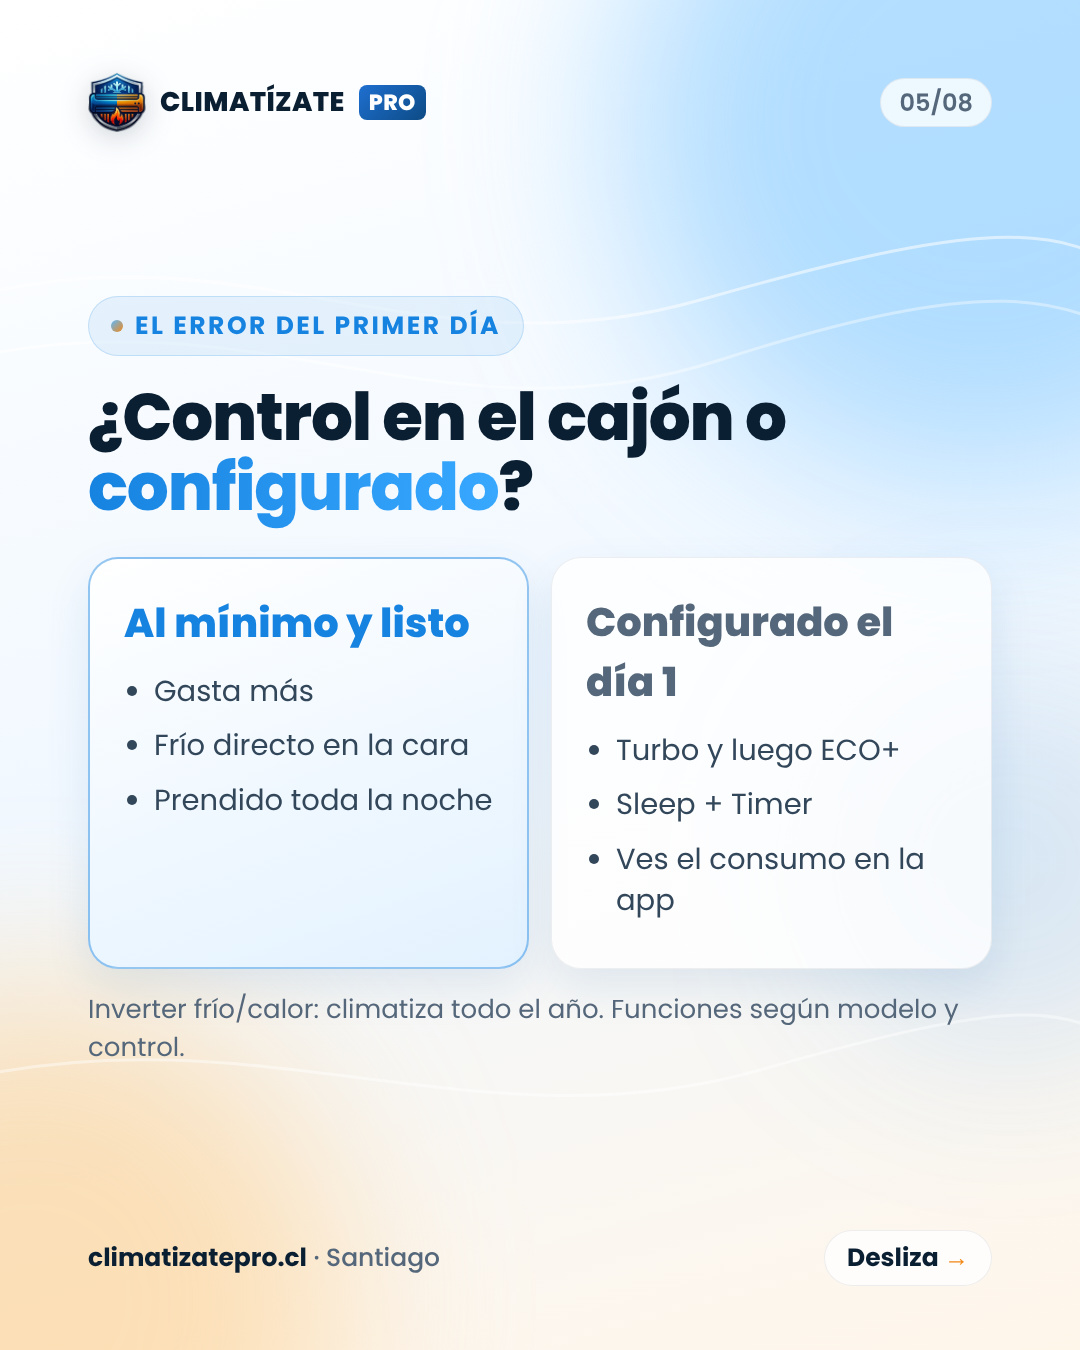 CLIMATÍZATE PRO
05/08
EL ERROR DEL PRIMER DÍA
¿Control en el cajón o
configurado?
Al mínimo y listo
• Gasta más
• Frío directo en la cara
• Prendido toda la noche
Configurado el
día 1
• Turbo y luego ECO+
• Sleep + Timer
• Ves el consumo en la
app
Inverter frío/calor: climatiza todo el año. Funciones según modelo y
control.
climatizatepro.cl · Santiago
Desliza →